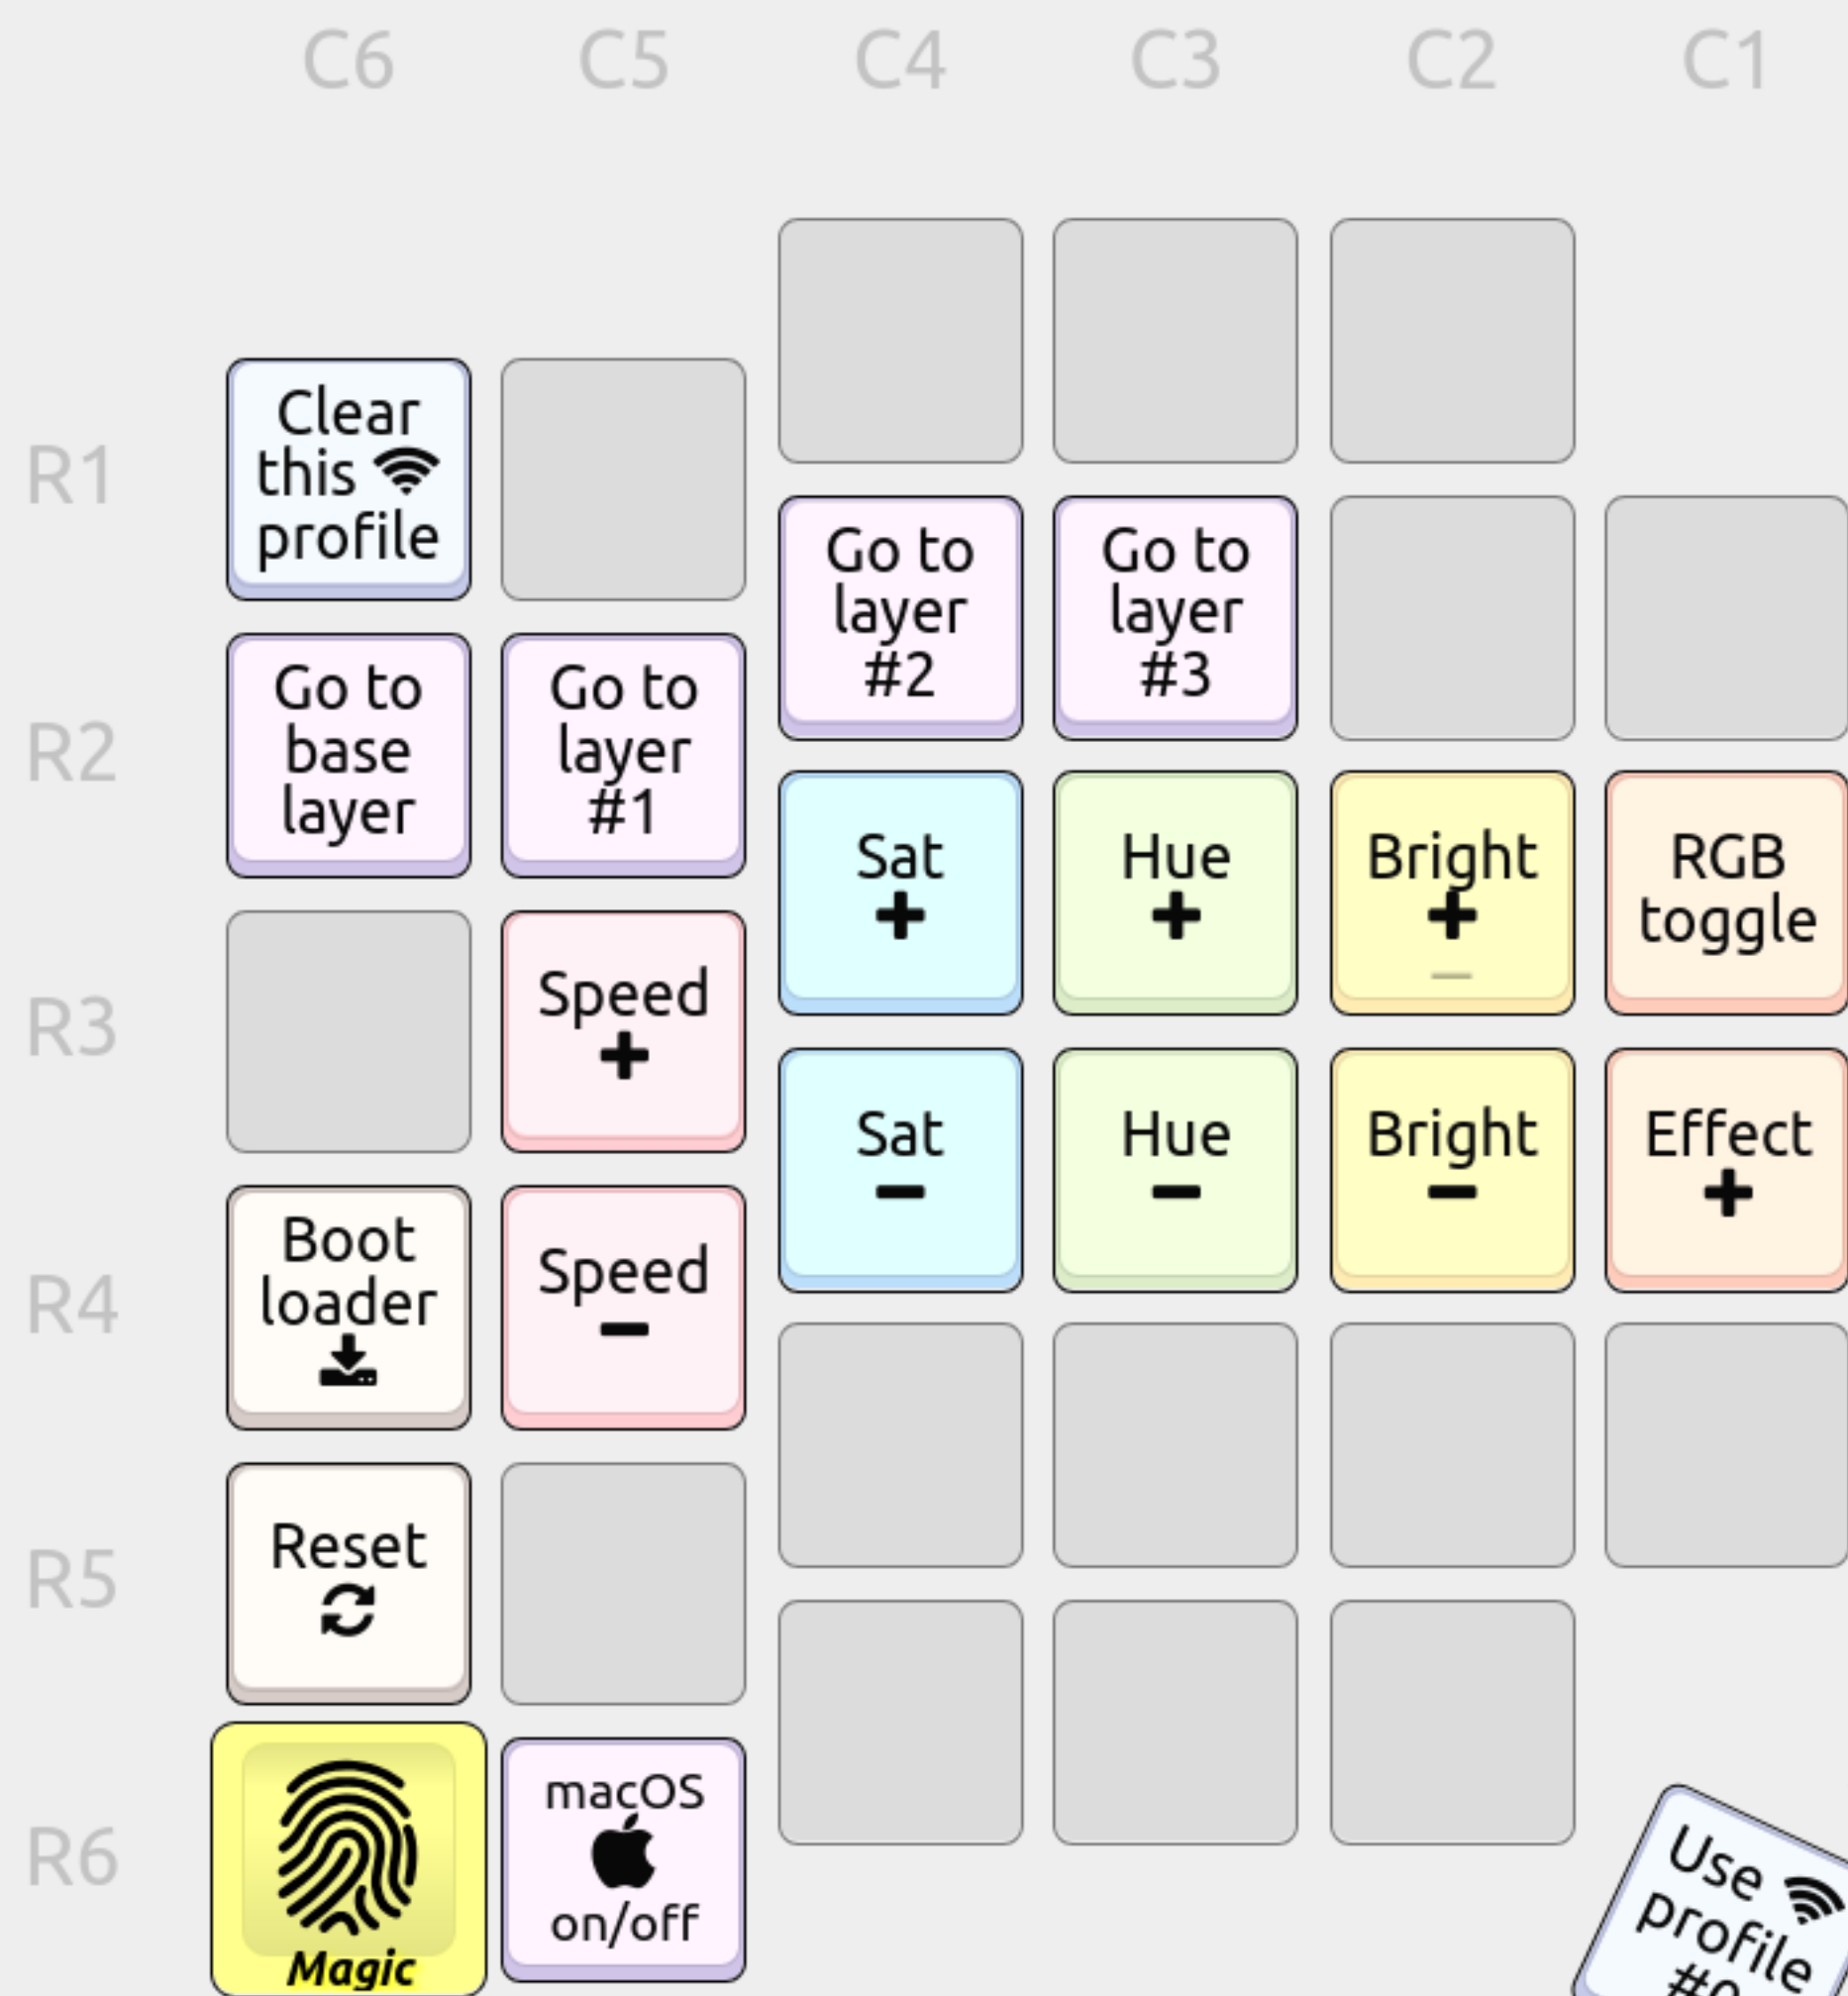 C6 C5 C4 C3 C2 C1
R1
Clear
this
profile
R2
Go to
base
layer
Go to
layer
#1
Go to
layer
#2
Go to
layer
#3
R3
Speed
+
Sat
+
Hue
+
Bright
+
RGB
toggle
R4
Boot
loader
Speed
-
Sat
-
Hue
-
Bright
-
Effect
+
R5
Reset
R6
Magic
macOS
on/off
Use
profile